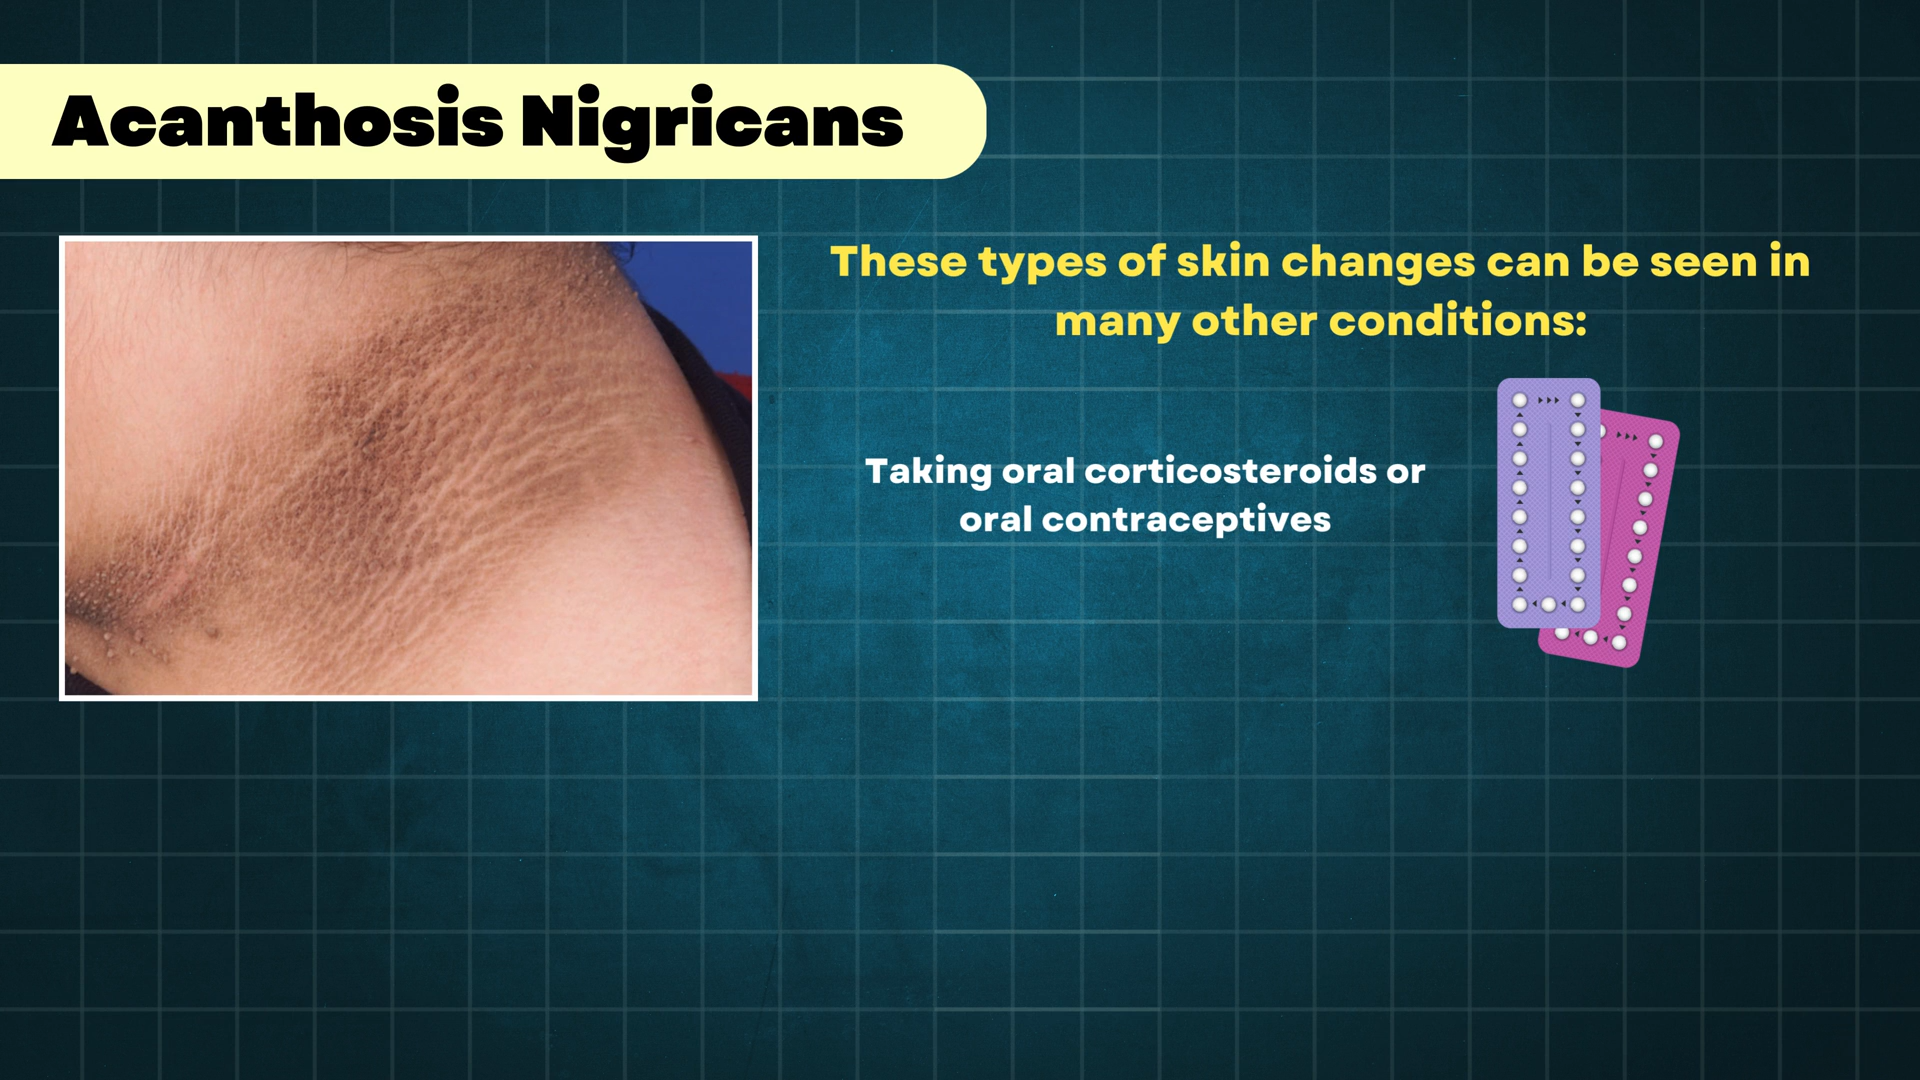 Acanthosis Nigricans
These types of skin changes can be seen in
many other conditions:
Taking oral corticosteroids or
oral contraceptives